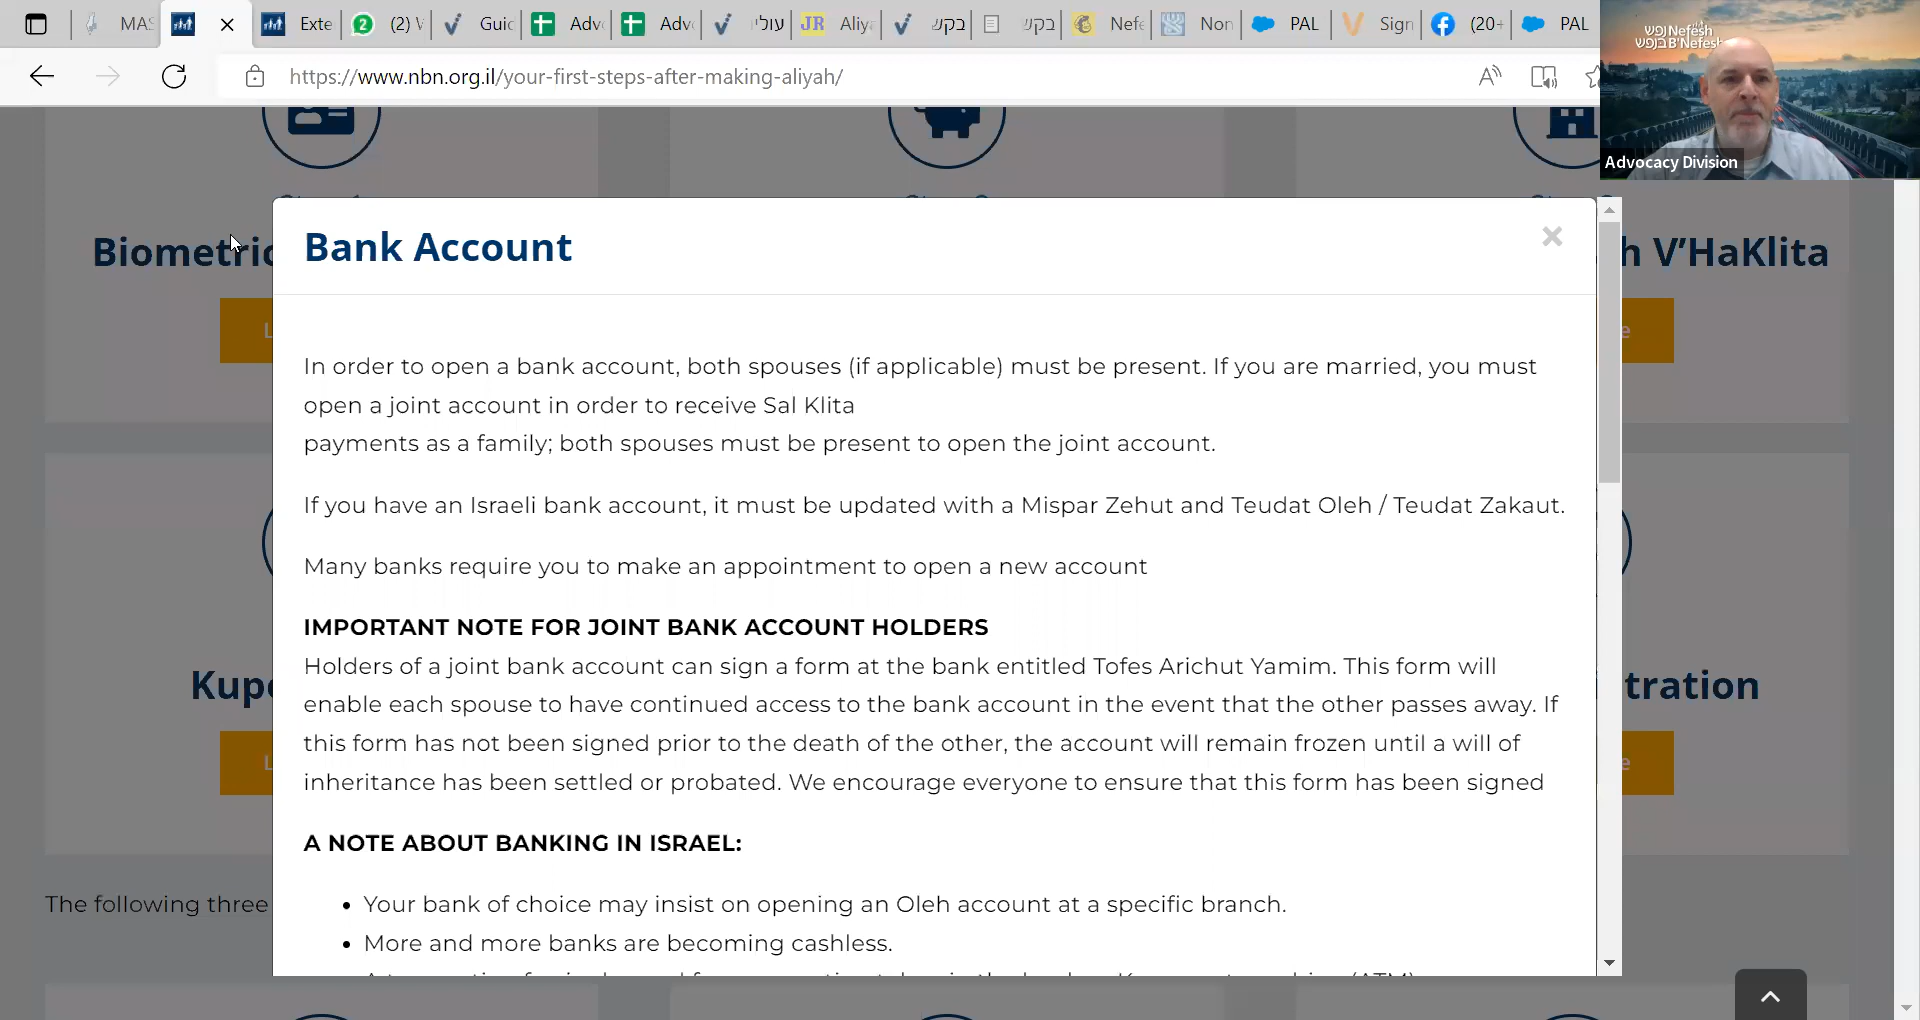 MAS
Exte
(2) V
Guic
Adv
Adv
עולי
JR
Aliy
בקש
בקש
Nefe
Non
PAL
Sign
(20+
PAL
https://www.nbn.org.il/your-first-steps-after-making-aliyah/
נפש Nefesh
בנפש B'Nefesh
Advocacy Division
Biometric
h V'HaKlita
L
e
Bank Account
In order to open a bank account, both spouses (if applicable) must be present. If you are married, you must
open a joint account in order to receive Sal Klita
payments as a family; both spouses must be present to open the joint account.
If you have an Israeli bank account, it must be updated with a Mispar Zehut and Teudat Oleh / Teudat Zakaut.
Many banks require you to make an appointment to open a new account
IMPORTANT NOTE FOR JOINT BANK ACCOUNT HOLDERS
Holders of a joint bank account can sign a form at the bank entitled Tofes Arichut Yamim. This form will
enable each spouse to have continued access to the bank account in the event that the other passes away. If
this form has not been signed prior to the death of the other, the account will remain frozen until a will of
inheritance has been settled or probated. We encourage everyone to ensure that this form has been signed
Kup
tration
L
e
A NOTE ABOUT BANKING IN ISRAEL:
The following three
• Your bank of choice may insist on opening an Oleh account at a specific branch.
• More and more banks are becoming cashless.